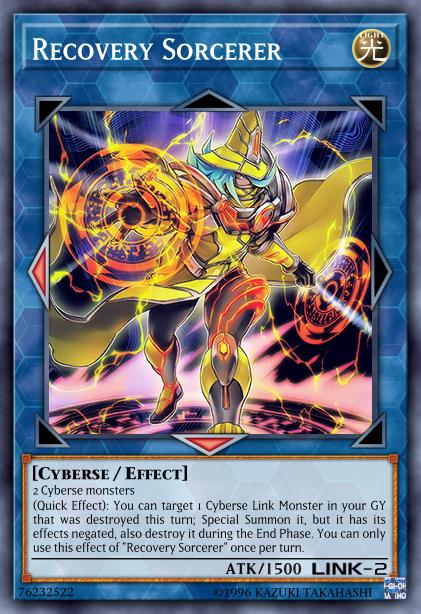 Recovery Sorcerer
LIGHT
光
[Cyberse / Effect]
2 Cyberse monsters
(Quick Effect): You can target 1 Cyberse Link Monster in your GY
that was destroyed this turn; Special Summon it, but it has its
effects negated, also destroy it during the End Phase. You can only
use this effect of "Recovery Sorcerer" once per turn.
ATK/1500 LINK-2
76232522 ©1996 KAZUKI TAKAHASHI